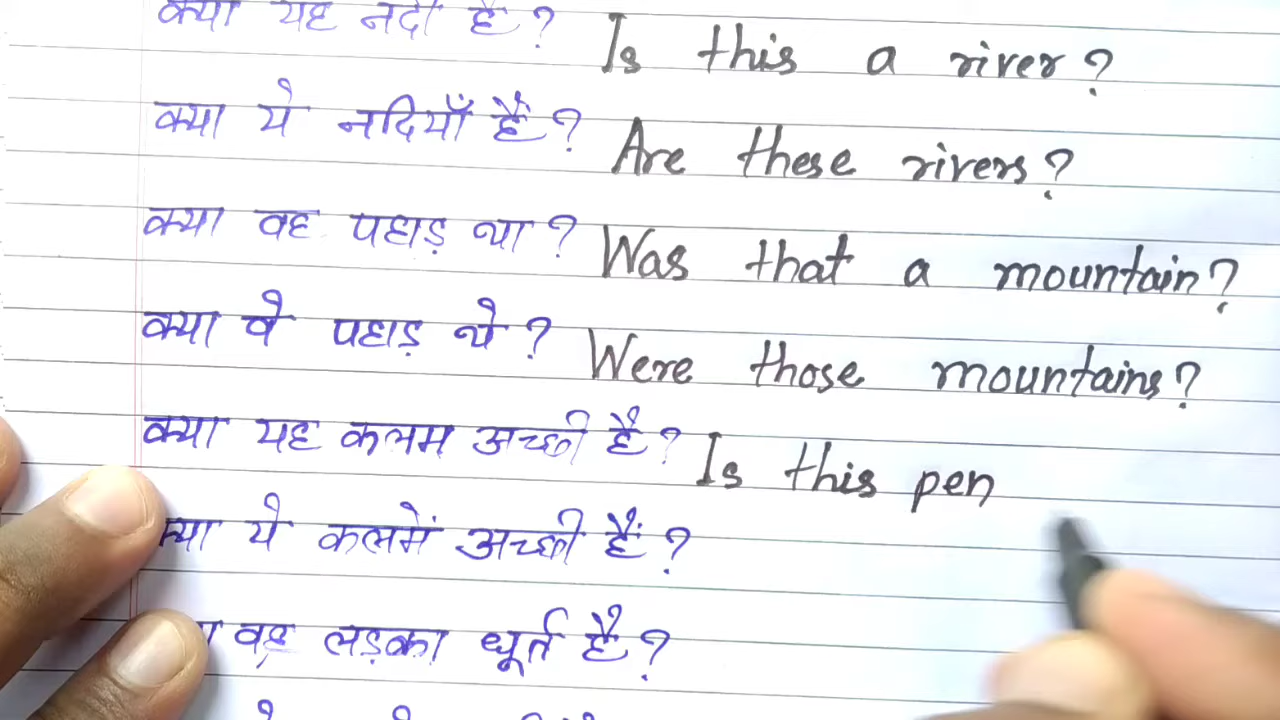 क्या यह नदी है? Is this a river?
क्या ये नदियाँ हैं? Are these rivers?
क्या वह पहाड़ था? Was that a mountain?
क्या वे पहाड़ थे? Were those mountains?
क्या यह कलम अच्छी है? Is this pen
क्या ये कलमें अच्छी हैं?
वह लड़का धूर्त है?